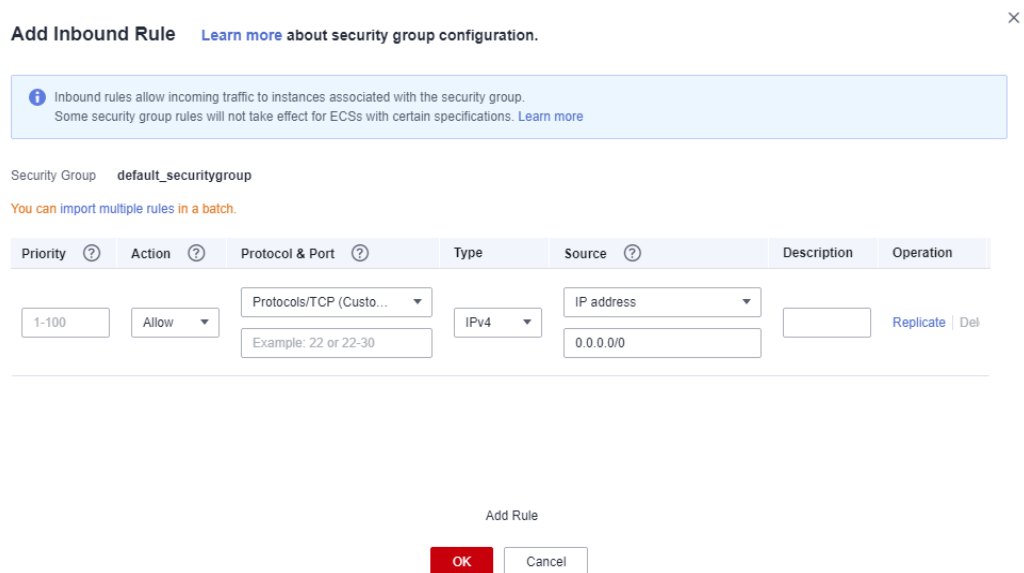 Add Inbound Rule Learn more about security group configuration.
Inbound rules allow incoming traffic to instances associated with the security group.
Some security group rules will not take effect for ECSs with certain specifications. Learn more
Security Group default_securitygroup
You can import multiple rules in a batch.
Priority Action Protocol & Port Type Source Description Operation
Protocols/TCP (Custo... IP address
1-100 Allow IPv4 Replicate Del
Example: 22 or 22-30 0.0.0.0/0
Add Rule
OK Cancel